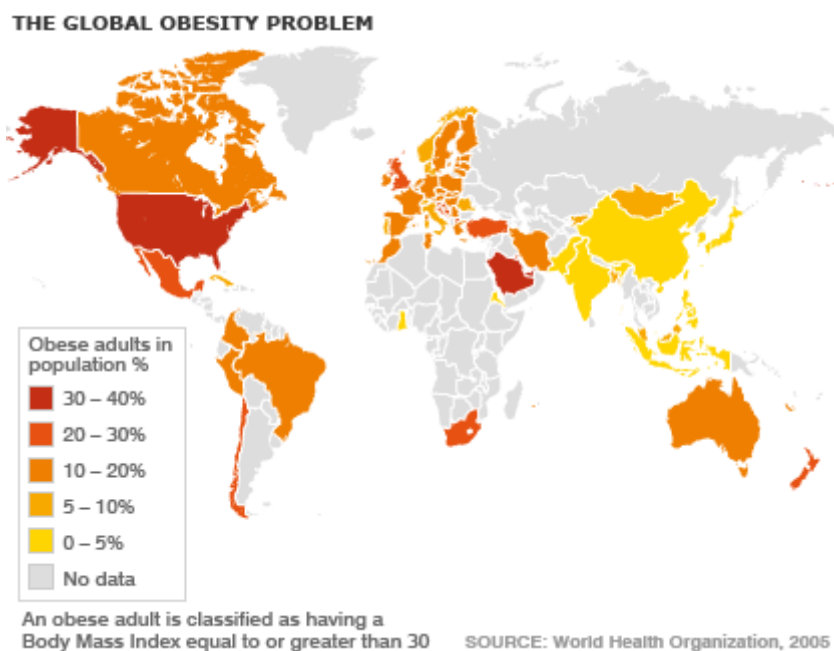 THE GLOBAL OBESITY PROBLEM
Obese adults in
population %
30 – 40%
20 – 30%
10 – 20%
5 – 10%
0 – 5%
No data
An obese adult is classified as having a
Body Mass Index equal to or greater than 30
SOURCE: World Health Organization, 2005